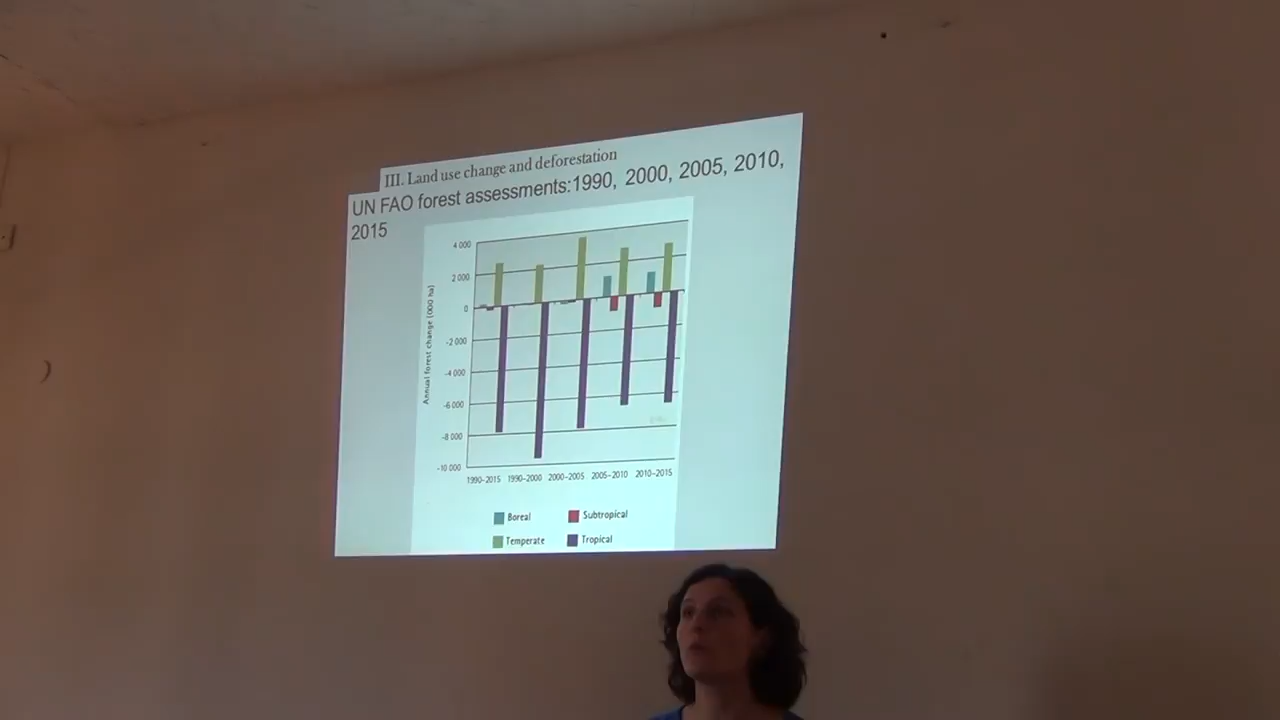 III. Land use change and deforestation
UN FAO forest assessments:1990, 2000, 2005, 2010,
2015
Annual forest change (000 ha)
4 000
2 000
0
-2 000
-4 000
-6 000
-8 000
-10 000
1990–2015 1990–2000 2000–2005 2005–2010 2010–2015
Boreal Subtropical
Temperate Tropical